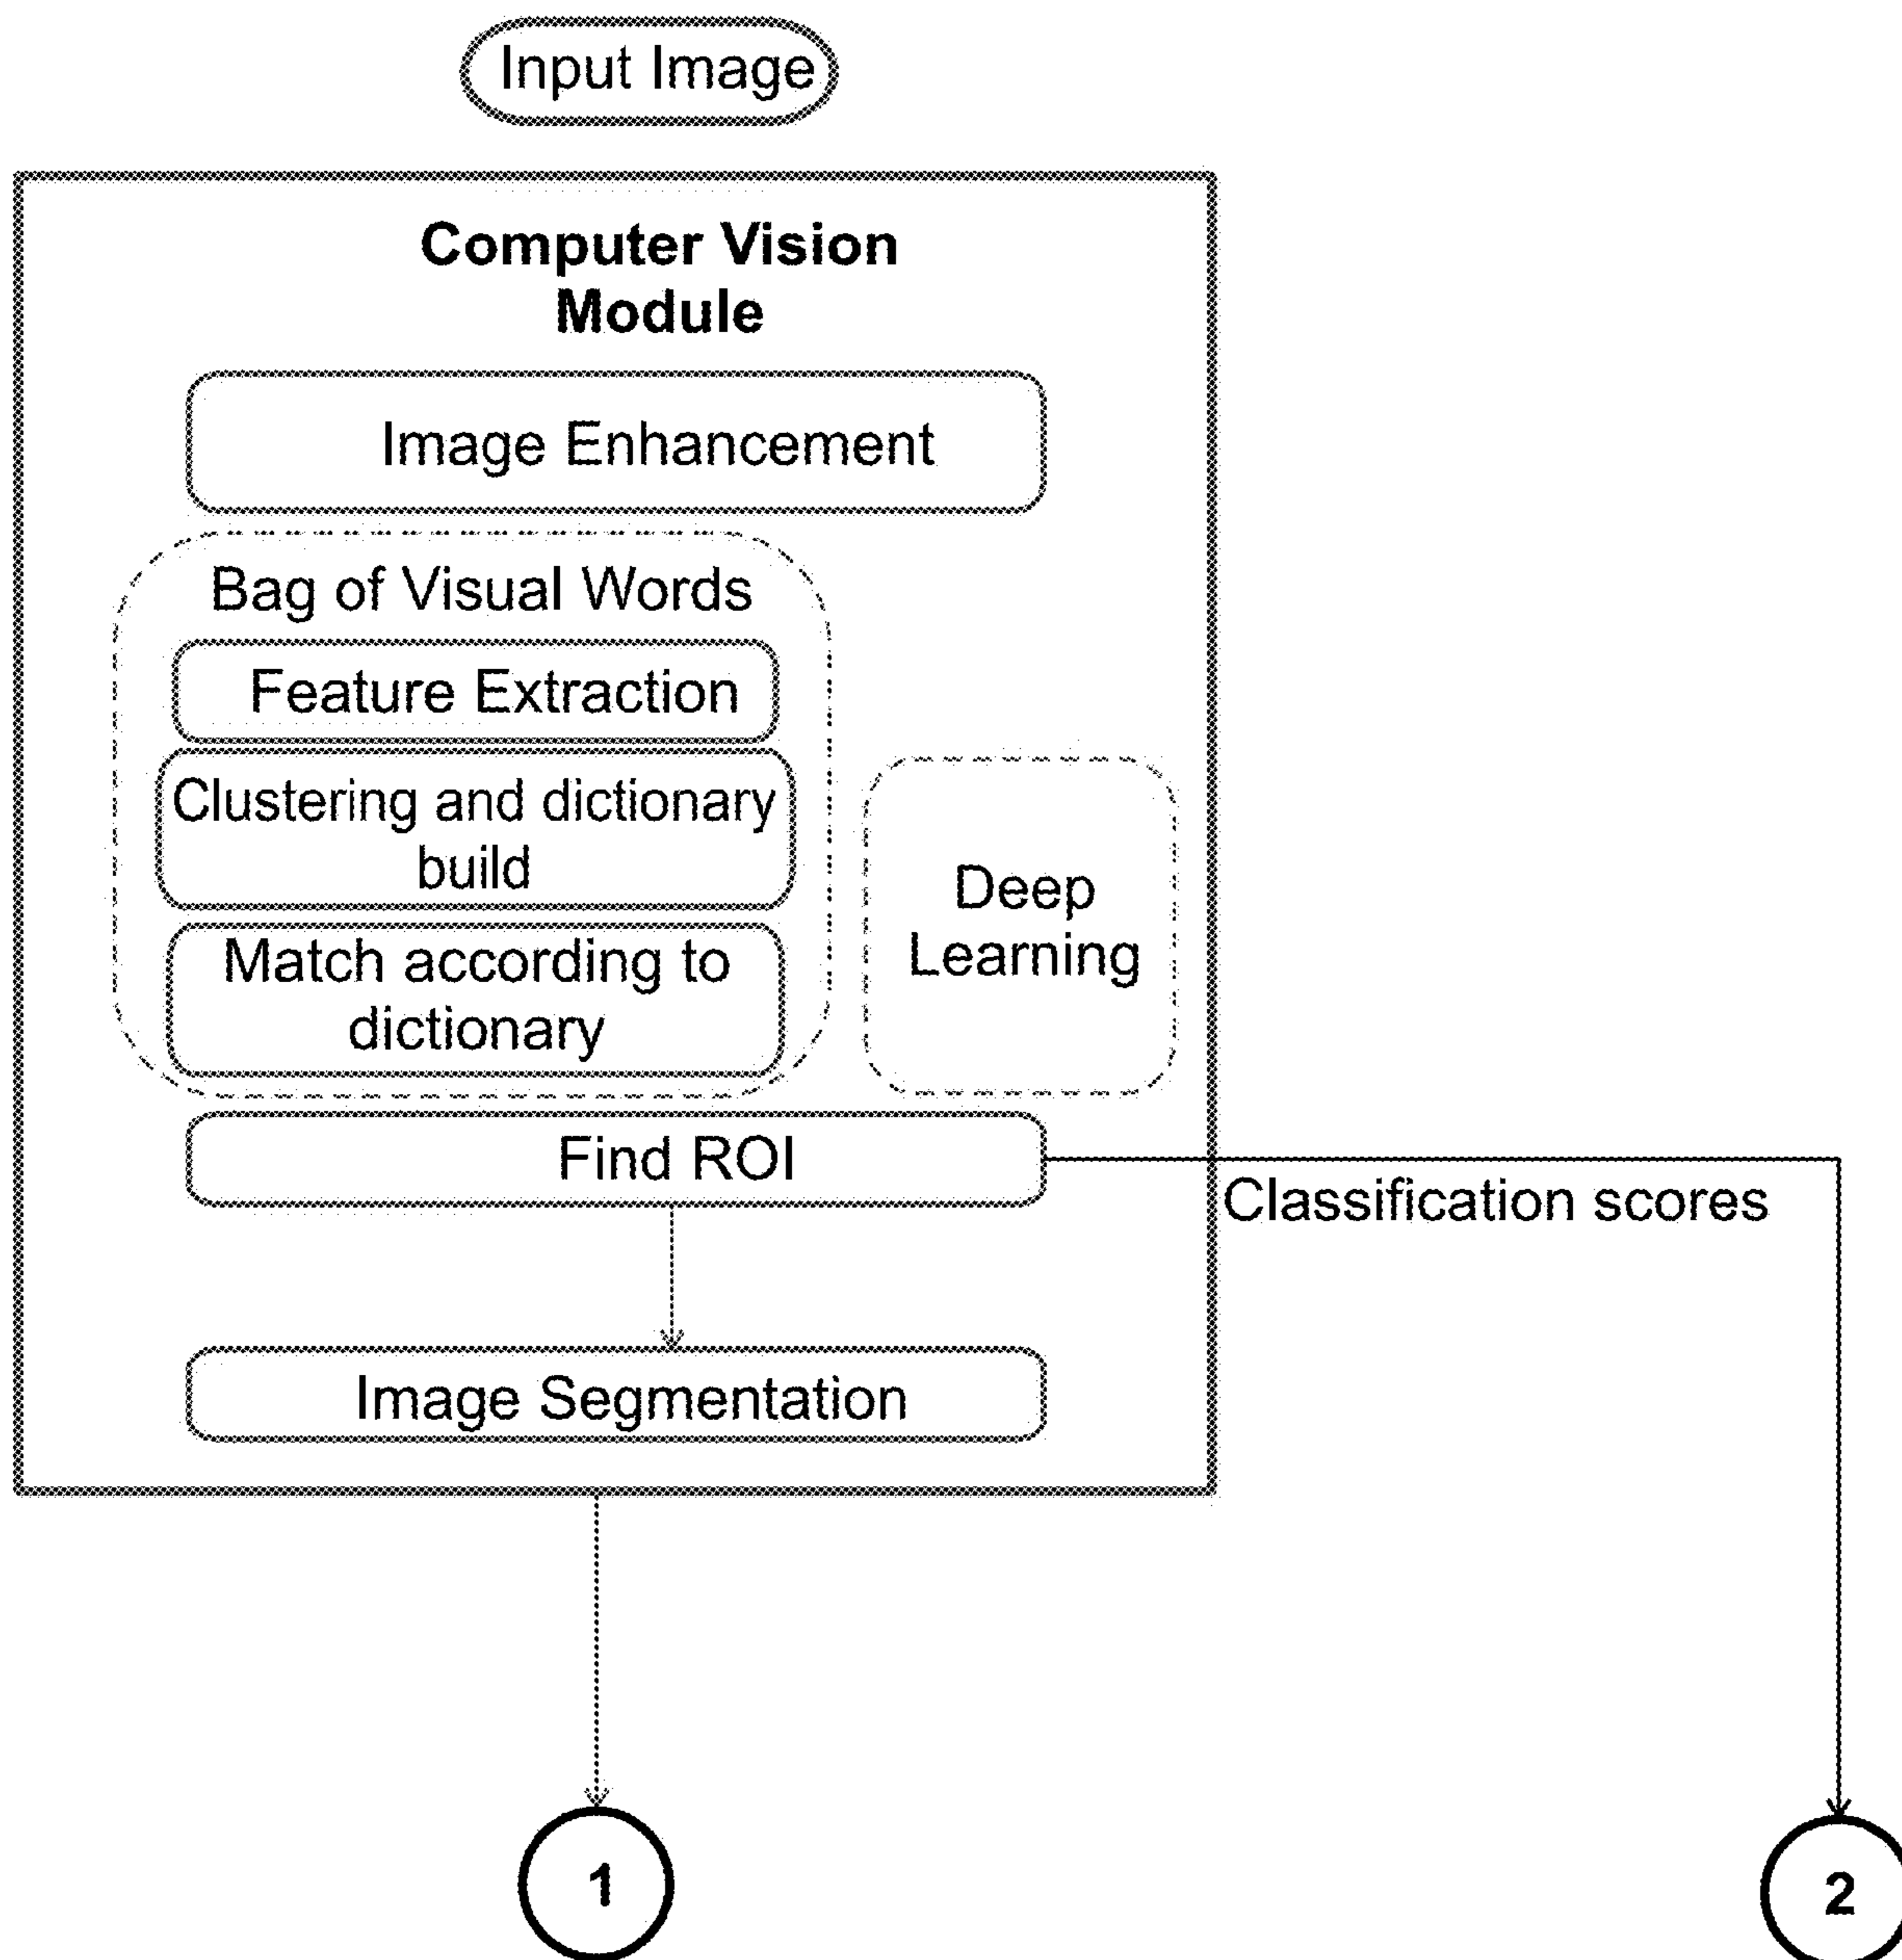 Input Image
Computer Vision
Module
Image Enhancement
Bag of Visual Words
Feature Extraction
Clustering and dictionary
build
Match according to
dictionary
Deep
Learning
Find ROI
Classification scores
Image Segmentation
1
2